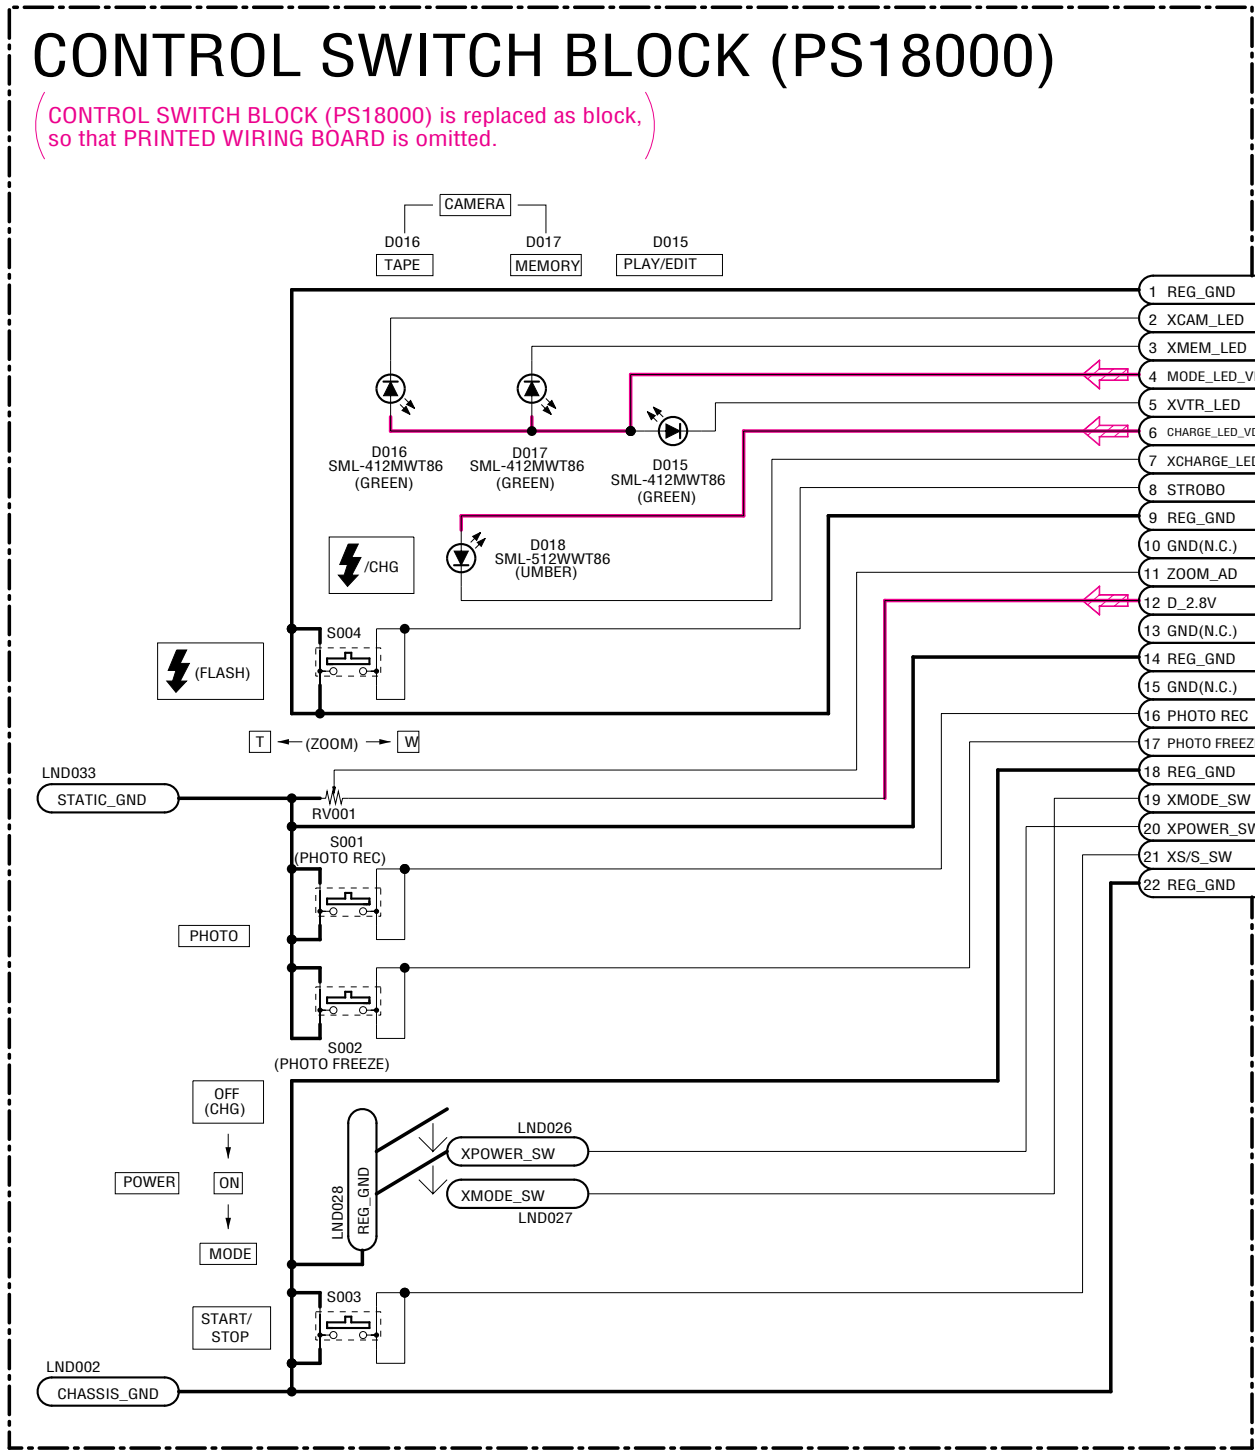 CONTROL SWITCH BLOCK (PS18000)
CONTROL SWITCH BLOCK (PS18000) is replaced as block,
so that PRINTED WIRING BOARD is omitted.
CAMERA
D016
D017
D015
TAPE
MEMORY
PLAY/EDIT
1 REG_GND
2 XCAM_LED
3 XMEM_LED
4 MODE_LED_V
5 XVTR_LED
6 CHARGE_LED_VD
7 XCHARGE_LED
8 STROBO
9 REG_GND
10 GND(N.C.)
11 ZOOM_AD
12 D_2.8V
13 GND(N.C.)
14 REG_GND
15 GND(N.C.)
16 PHOTO REC
17 PHOTO FREEZE
18 REG_GND
19 XMODE_SW
20 XPOWER_SW
21 XS/S_SW
22 REG_GND
D016
SML-412MWT86
(GREEN)
D017
SML-412MWT86
(GREEN)
D015
SML-412MWT86
(GREEN)
D018
SML-512WWT86
(UMBER)
/CHG
S004
(FLASH)
T
(ZOOM)
W
LND033
STATIC_GND
RV001
S001
(PHOTO REC)
PHOTO
S002
(PHOTO FREEZE)
OFF
(CHG)
POWER
ON
MODE
LND028
REG_GND
LND026
XPOWER_SW
XMODE_SW
LND027
S003
START/
STOP
LND002
CHASSIS_GND